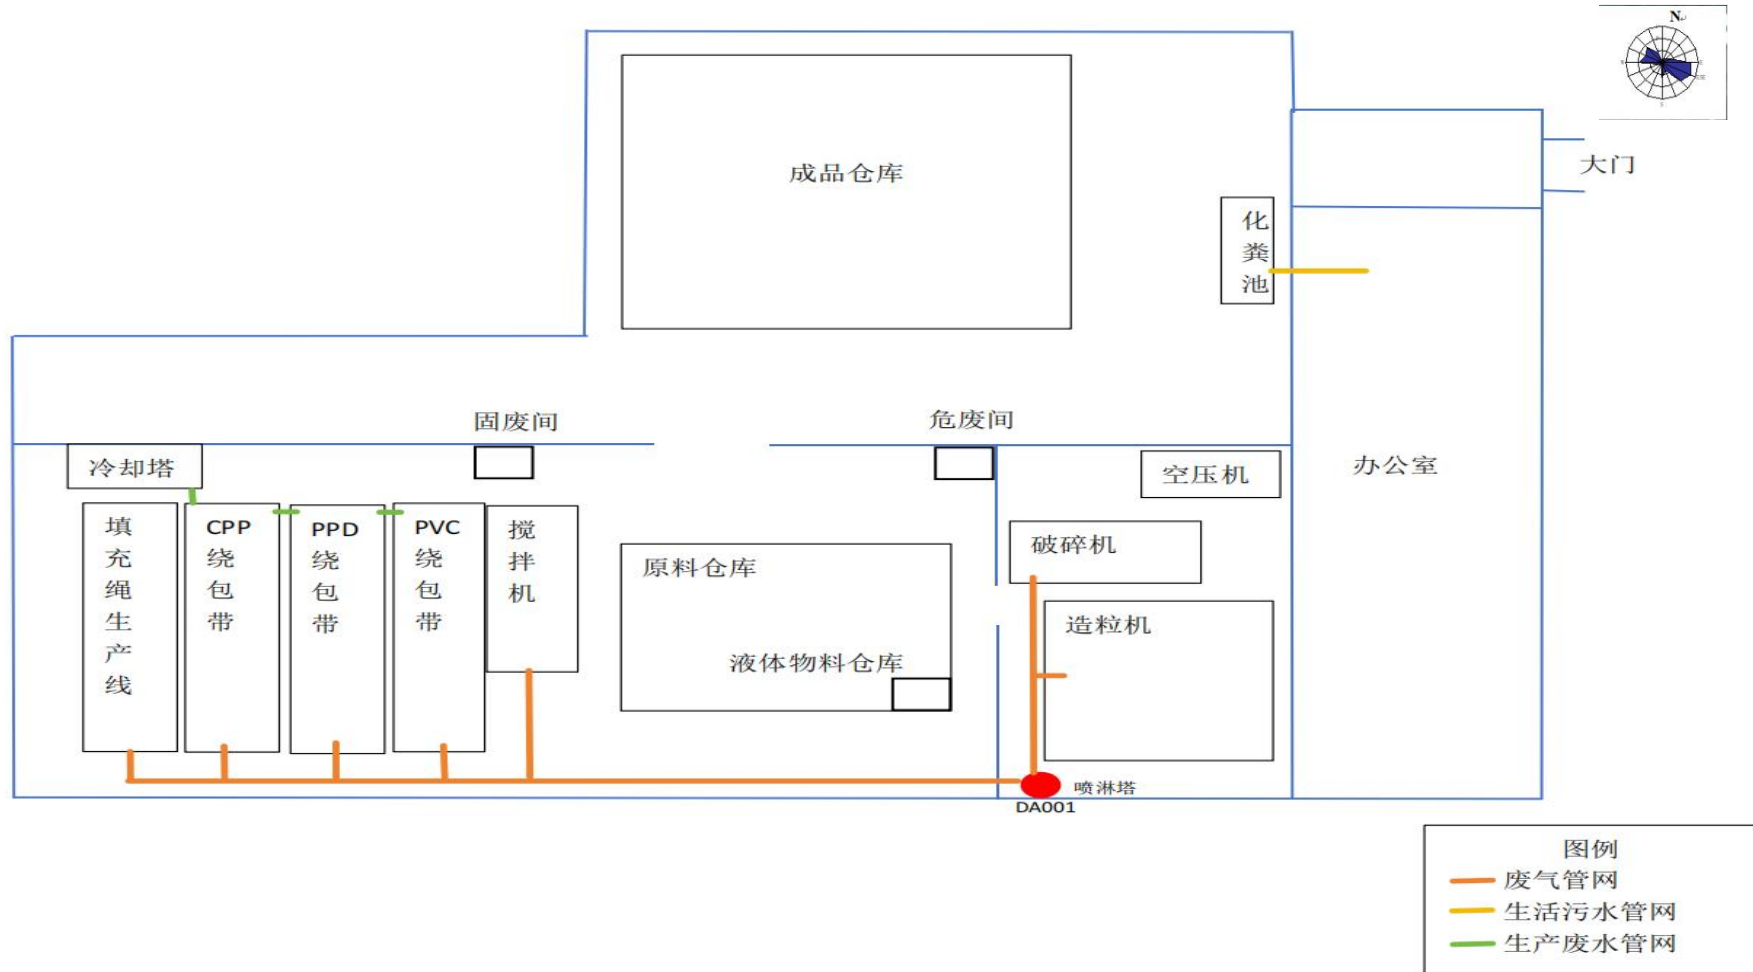 N
大门
成品仓库
化
粪
池
固废间
危废间
冷却塔
空压机
办公室
填
充
绳
生
产
线
CPP
绕
包
带
PPD
绕
包
带
PVC
绕
包
带
搅
拌
机
原料仓库
液体物料仓库
破碎机
造粒机
喷淋塔
DA001
图例
废气管网
生活污水管网
生产废水管网